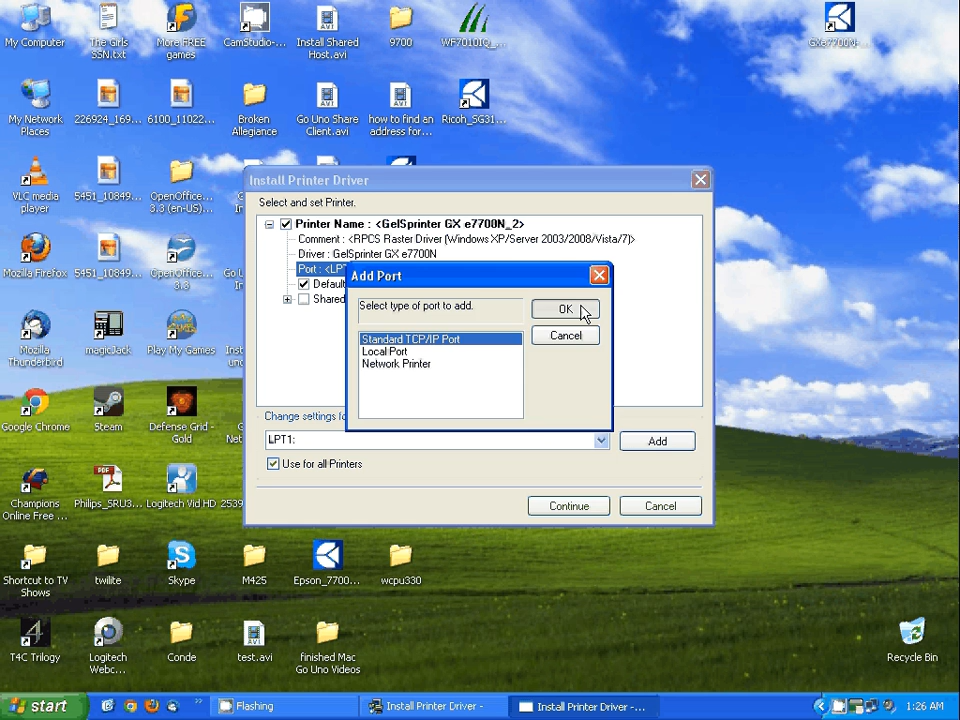 My Computer
The Girls
SSN.txt
More FREE
games
CamStudio-...
Install Shared
Host.avi
9700
WF7010IQ_...
GXe7700N-...
My Network
Places
226924_169...
6100_11022...
Broken
Allegiance
Go Uno Share
Client.avi
how to find an
address for...
Ricoh_SG31...
VLC media
player
5451_10849...
OpenOffice...
3.3 (en-US)...
Install Printer Driver
Select and set Printer.
Printer Name : <GelSprinter GX e7700N_2>
Comment : <RPCS Raster Driver (Windows XP/Server 2003/2008/Vista/7)>
Driver : GelSprinter GX e7700N
Port : <LPT
Default
Shared
Mozilla Firefox
5451_10849...
OpenOffice...
3.3
Add Port
Select type of port to add.
OK
Cancel
Standard TCP/IP Port
Local Port
Network Printer
Mozilla
Thunderbird
magicJack
Play My Games
Change settings fo
LPT1:
Add
Use for all Printers
Continue
Cancel
Google Chrome
Steam
Defense Grid -
Gold
Champions
Online Free ...
Philips_SRU3...
Logitech Vid HD
2539
Shortcut to TV
Shows
twilite
Skype
M425
Epson_7700...
wcpu330
T4C Trilogy
Logitech
Webc...
Conde
test.avi
finished Mac
Go Uno Videos
Recycle Bin
start
Flashing
Install Printer Driver -
Install Printer Driver -...
1:26 AM